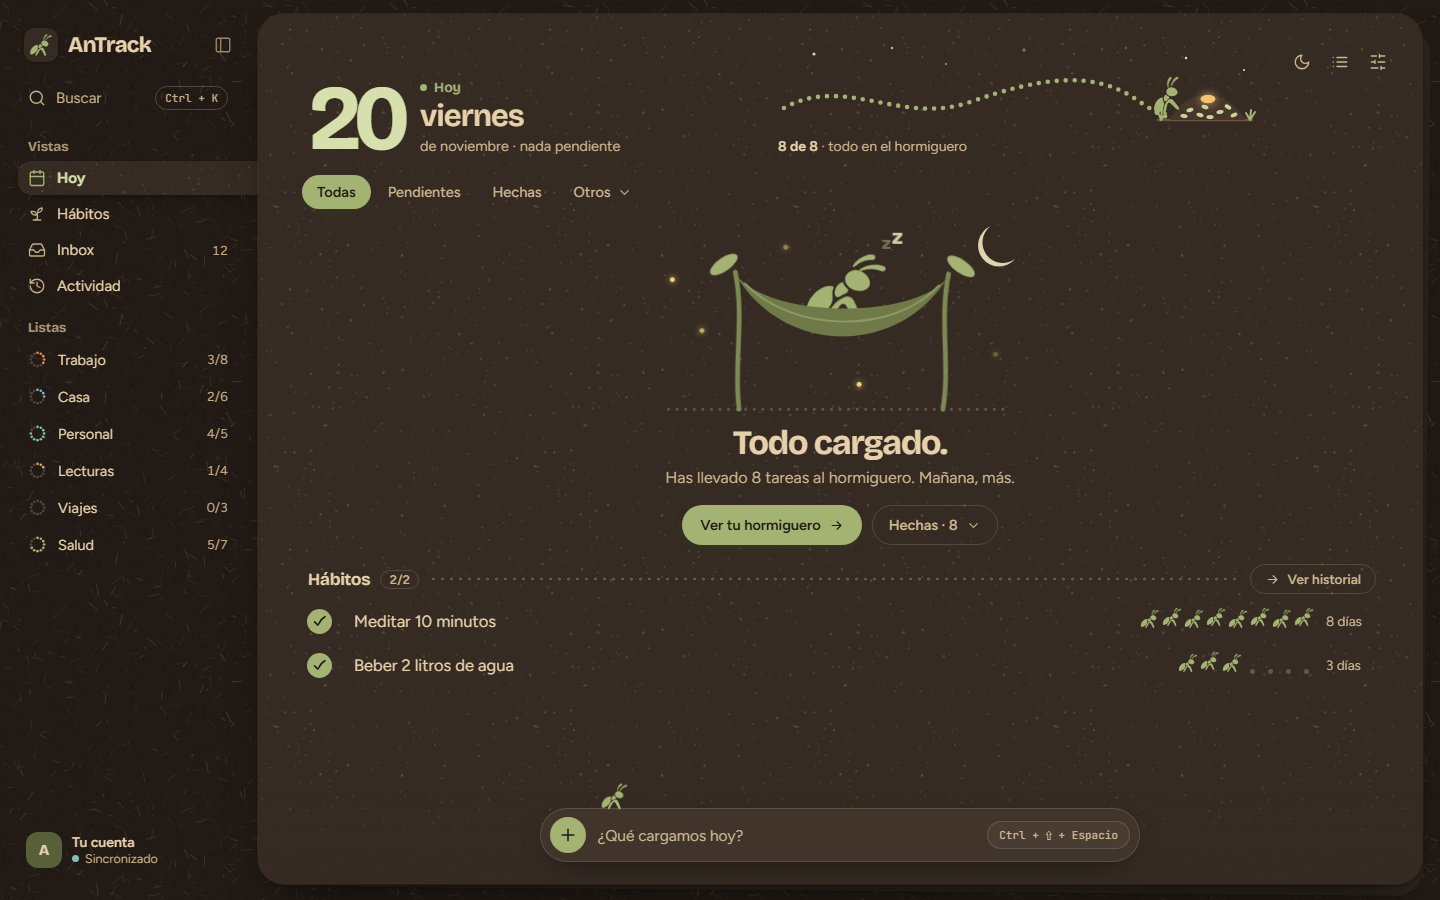 AnTrack
Buscar
Ctrl + K
Vistas
Hoy
Hábitos
Inbox 12
Actividad
Listas
Trabajo 3/8
Casa 2/6
Personal 4/5
Lecturas 1/4
Viajes 0/3
Salud 5/7
A
Tu cuenta
Sincronizado
20
Hoy
viernes
de noviembre · nada pendiente
8 de 8 · todo en el hormiguero
Todas Pendientes Hechas Otros
z z
Todo cargado.
Has llevado 8 tareas al hormiguero. Mañana, más.
Ver tu hormiguero → Hechas · 8
Hábitos 2/2 → Ver historial
Meditar 10 minutos 8 días
Beber 2 litros de agua 3 días
+ ¿Qué cargamos hoy? Ctrl + ⇧ + Espacio